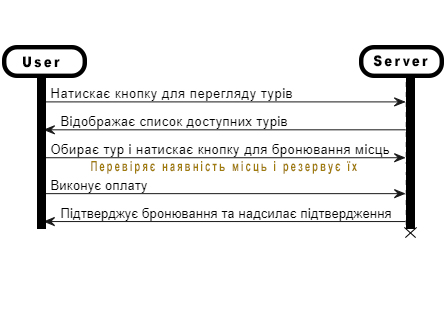 User
Server
Натискає кнопку для перегляду турів
Відображає список доступних турів
Обирає тур і натискає кнопку для бронювання місць
Перевіряє наявність місць і резервує їх
Виконує оплату
Підтверджує бронювання та надсилає підтвердження